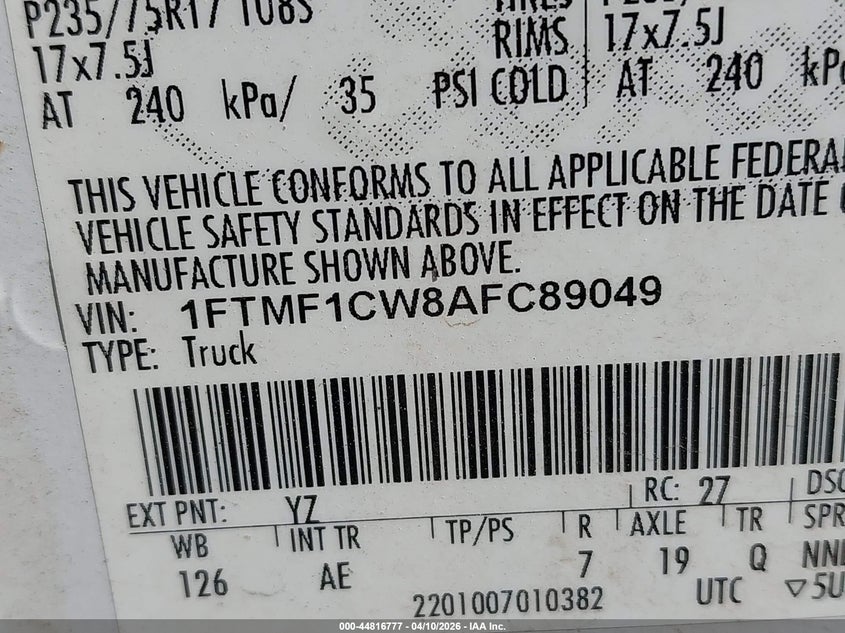 P235/75R17 108S
17x7.5J
RIMS 17x7.5J
AT 240 kPa/ 35 PSI COLD AT 240
THIS VEHICLE CONFORMS TO ALL APPLICABLE
VEHICLE SAFETY STANDARDS IN EFFECT ON THE DATE
MANUFACTURE SHOWN ABOVE.
VIN: 1FTMF1CW8AFC89049
TYPE: Truck
EXT PNT: YZ RC: 27
WB INT TR TP/PS R AXLE TR
126 AE 7 19 Q
2201007010382 UTC
000-44816777 - 04/10/2026 - IAA Inc.